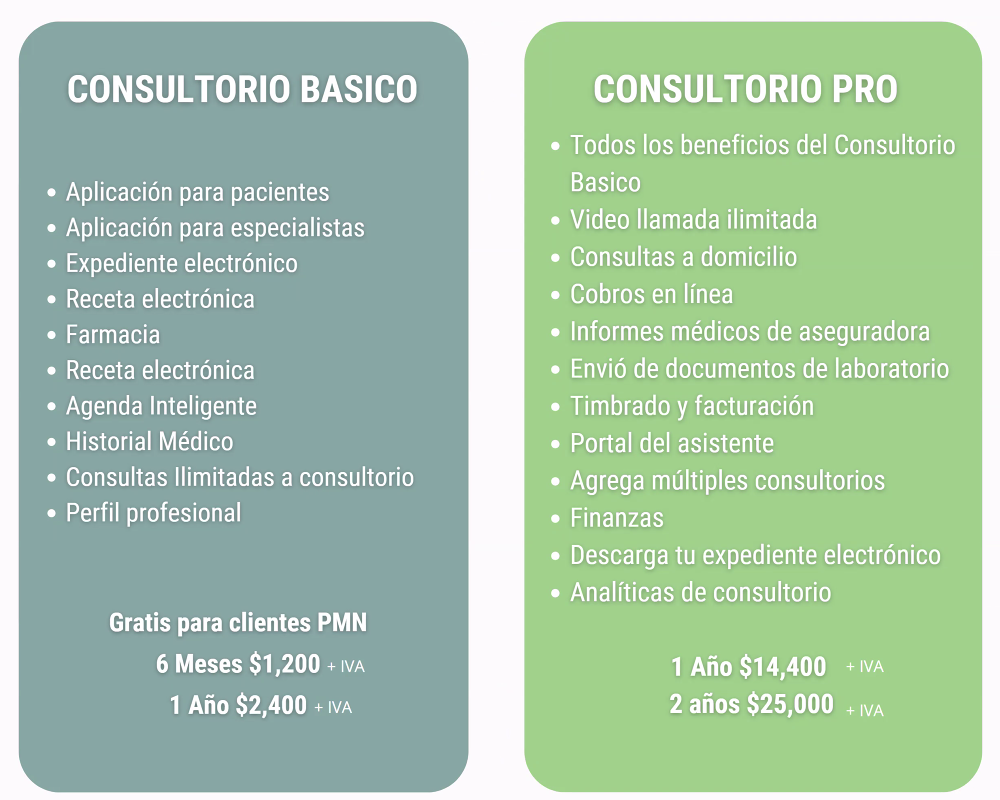 CONSULTORIO BASICO
• Aplicación para pacientes
• Aplicación para especialistas
• Expediente electrónico
• Receta electrónica
• Farmacia
• Receta electrónica
• Agenda Inteligente
• Historial Médico
• Consultas Ilimitadas a consultorio
• Perfil profesional
Gratis para clientes PMN
6 Meses $1,200 + IVA
1 Año $2,400 + IVA
CONSULTORIO PRO
• Todos los beneficios del Consultorio
Basico
• Video llamada ilimitada
• Consultas a domicilio
• Cobros en línea
• Informes médicos de aseguradora
• Envió de documentos de laboratorio
• Timbrado y facturación
• Portal del asistente
• Agrega múltiples consultorios
• Finanzas
• Descarga tu expediente electrónico
• Analíticas de consultorio
1 Año $14,400 + IVA
2 años $25,000 + IVA